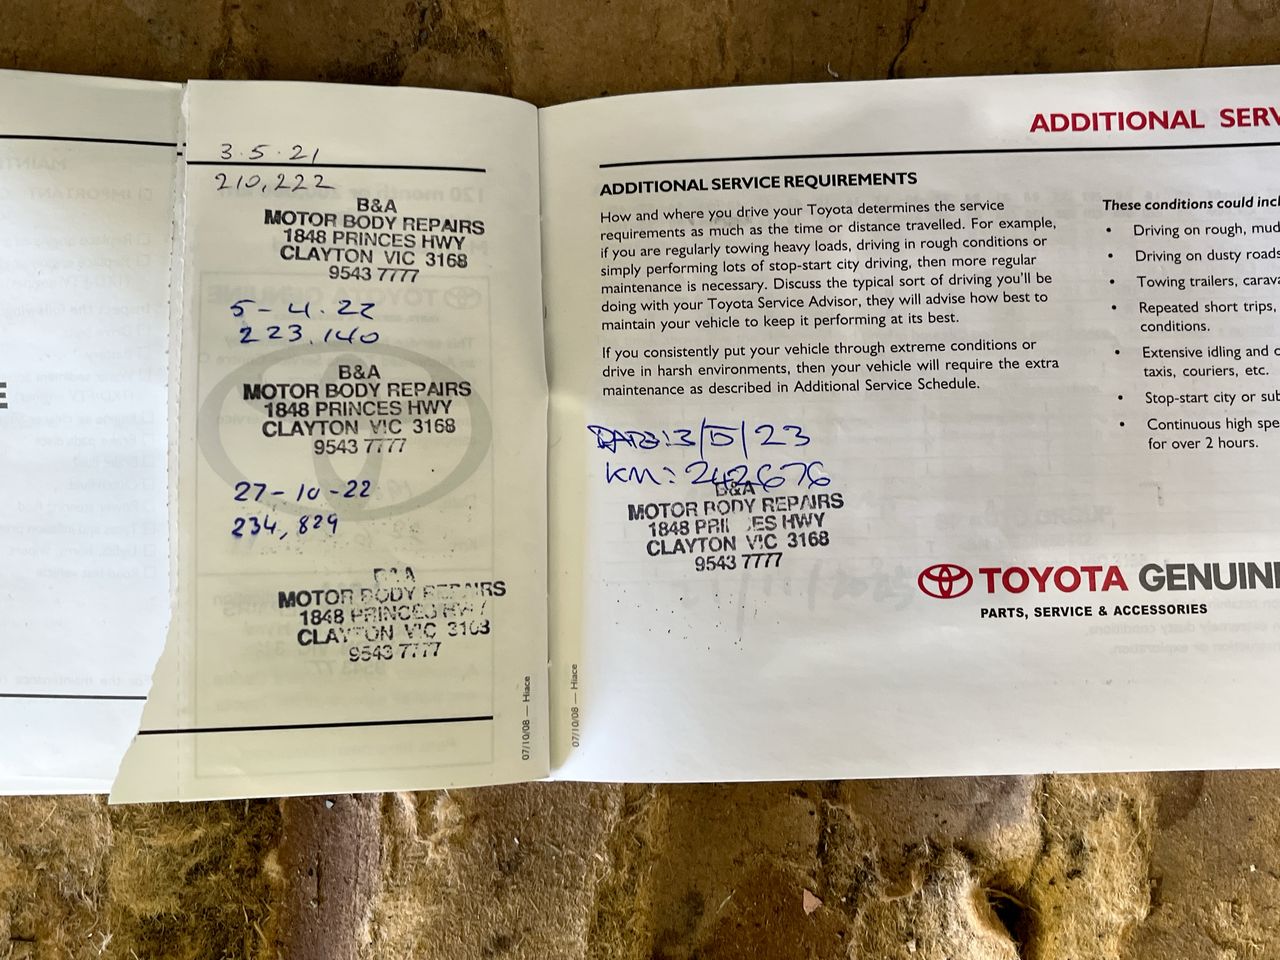 3.5.21
210,222
B&A
MOTOR BODY REPAIRS
1848 PRINCES HWY
CLAYTON VIC 3168
9543 7777
5-4.22
223,140
B&A
MOTOR BODY REPAIRS
1848 PRINCES HWY
CLAYTON VIC 3168
9543 7777
27-10-22
234,829
B&A
MOTOR BODY REPAIRS
1848 PRINCES HWY
CLAYTON VIC 3168
9543 7777
07/10/08 — Hiace
ADDITIONAL SERV
ADDITIONAL SERVICE REQUIREMENTS
How and where you drive your Toyota determines the service
requirements as much as the time or distance travelled. For example,
if you are regularly towing heavy loads, driving in rough conditions or
simply performing lots of stop-start city driving, then more regular
maintenance is necessary. Discuss the typical sort of driving you'll be
doing with your Toyota Service Advisor, they will advise how best to
maintain your vehicle to keep it performing at its best.
If you consistently put your vehicle through extreme conditions or
drive in harsh environments, then your vehicle will require the extra
maintenance as described in Additional Service Schedule.
DATE: 3/5/23
KM: 242676
B&A
MOTOR BODY REPAIRS
1848 PRINCES HWY
CLAYTON VIC 3168
9543 7777
07/10/08 — Hiace
These conditions could incl
• Driving on rough, mud
• Driving on dusty roads
• Towing trailers, carava
• Repeated short trips,
conditions.
• Extensive idling and
taxis, couriers, etc.
• Stop-start city or sub
• Continuous high spe
for over 2 hours.
TOYOTA GENUINE
PARTS, SERVICE & ACCESSORIES